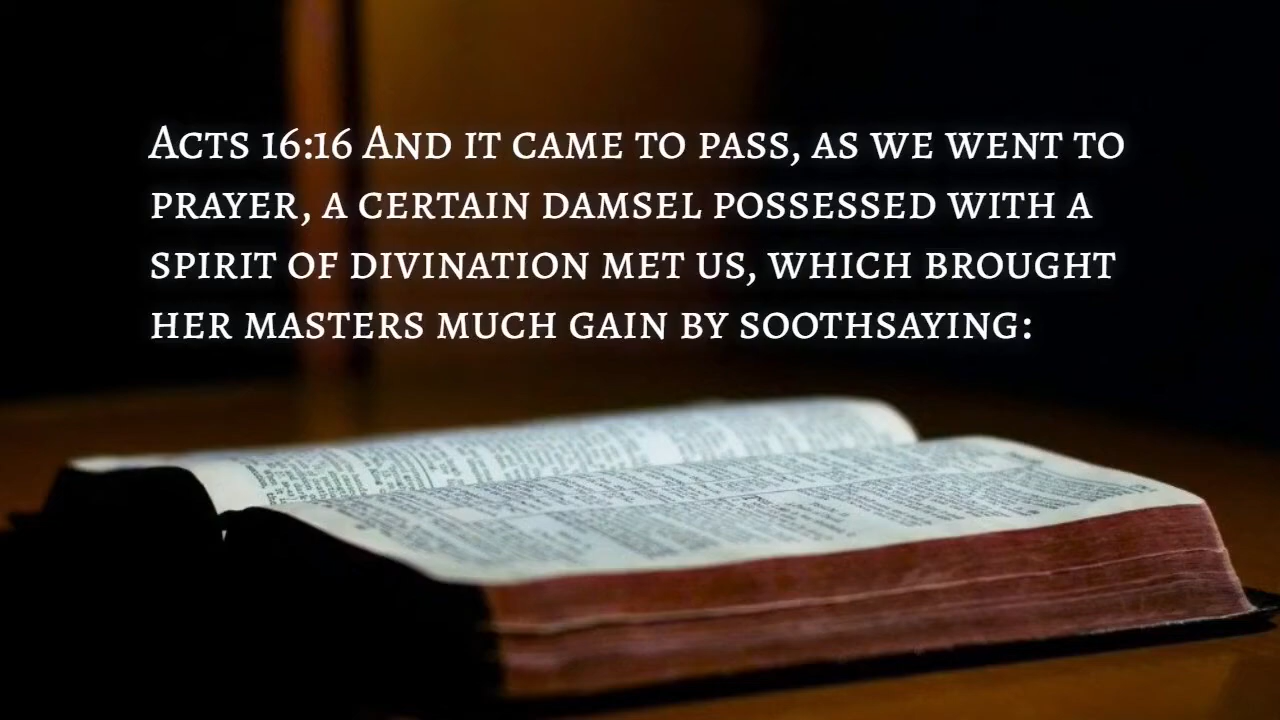 Acts 16:16 And it came to pass, as we went to
prayer, a certain damsel possessed with a
spirit of divination met us, which brought
her masters much gain by soothsaying: